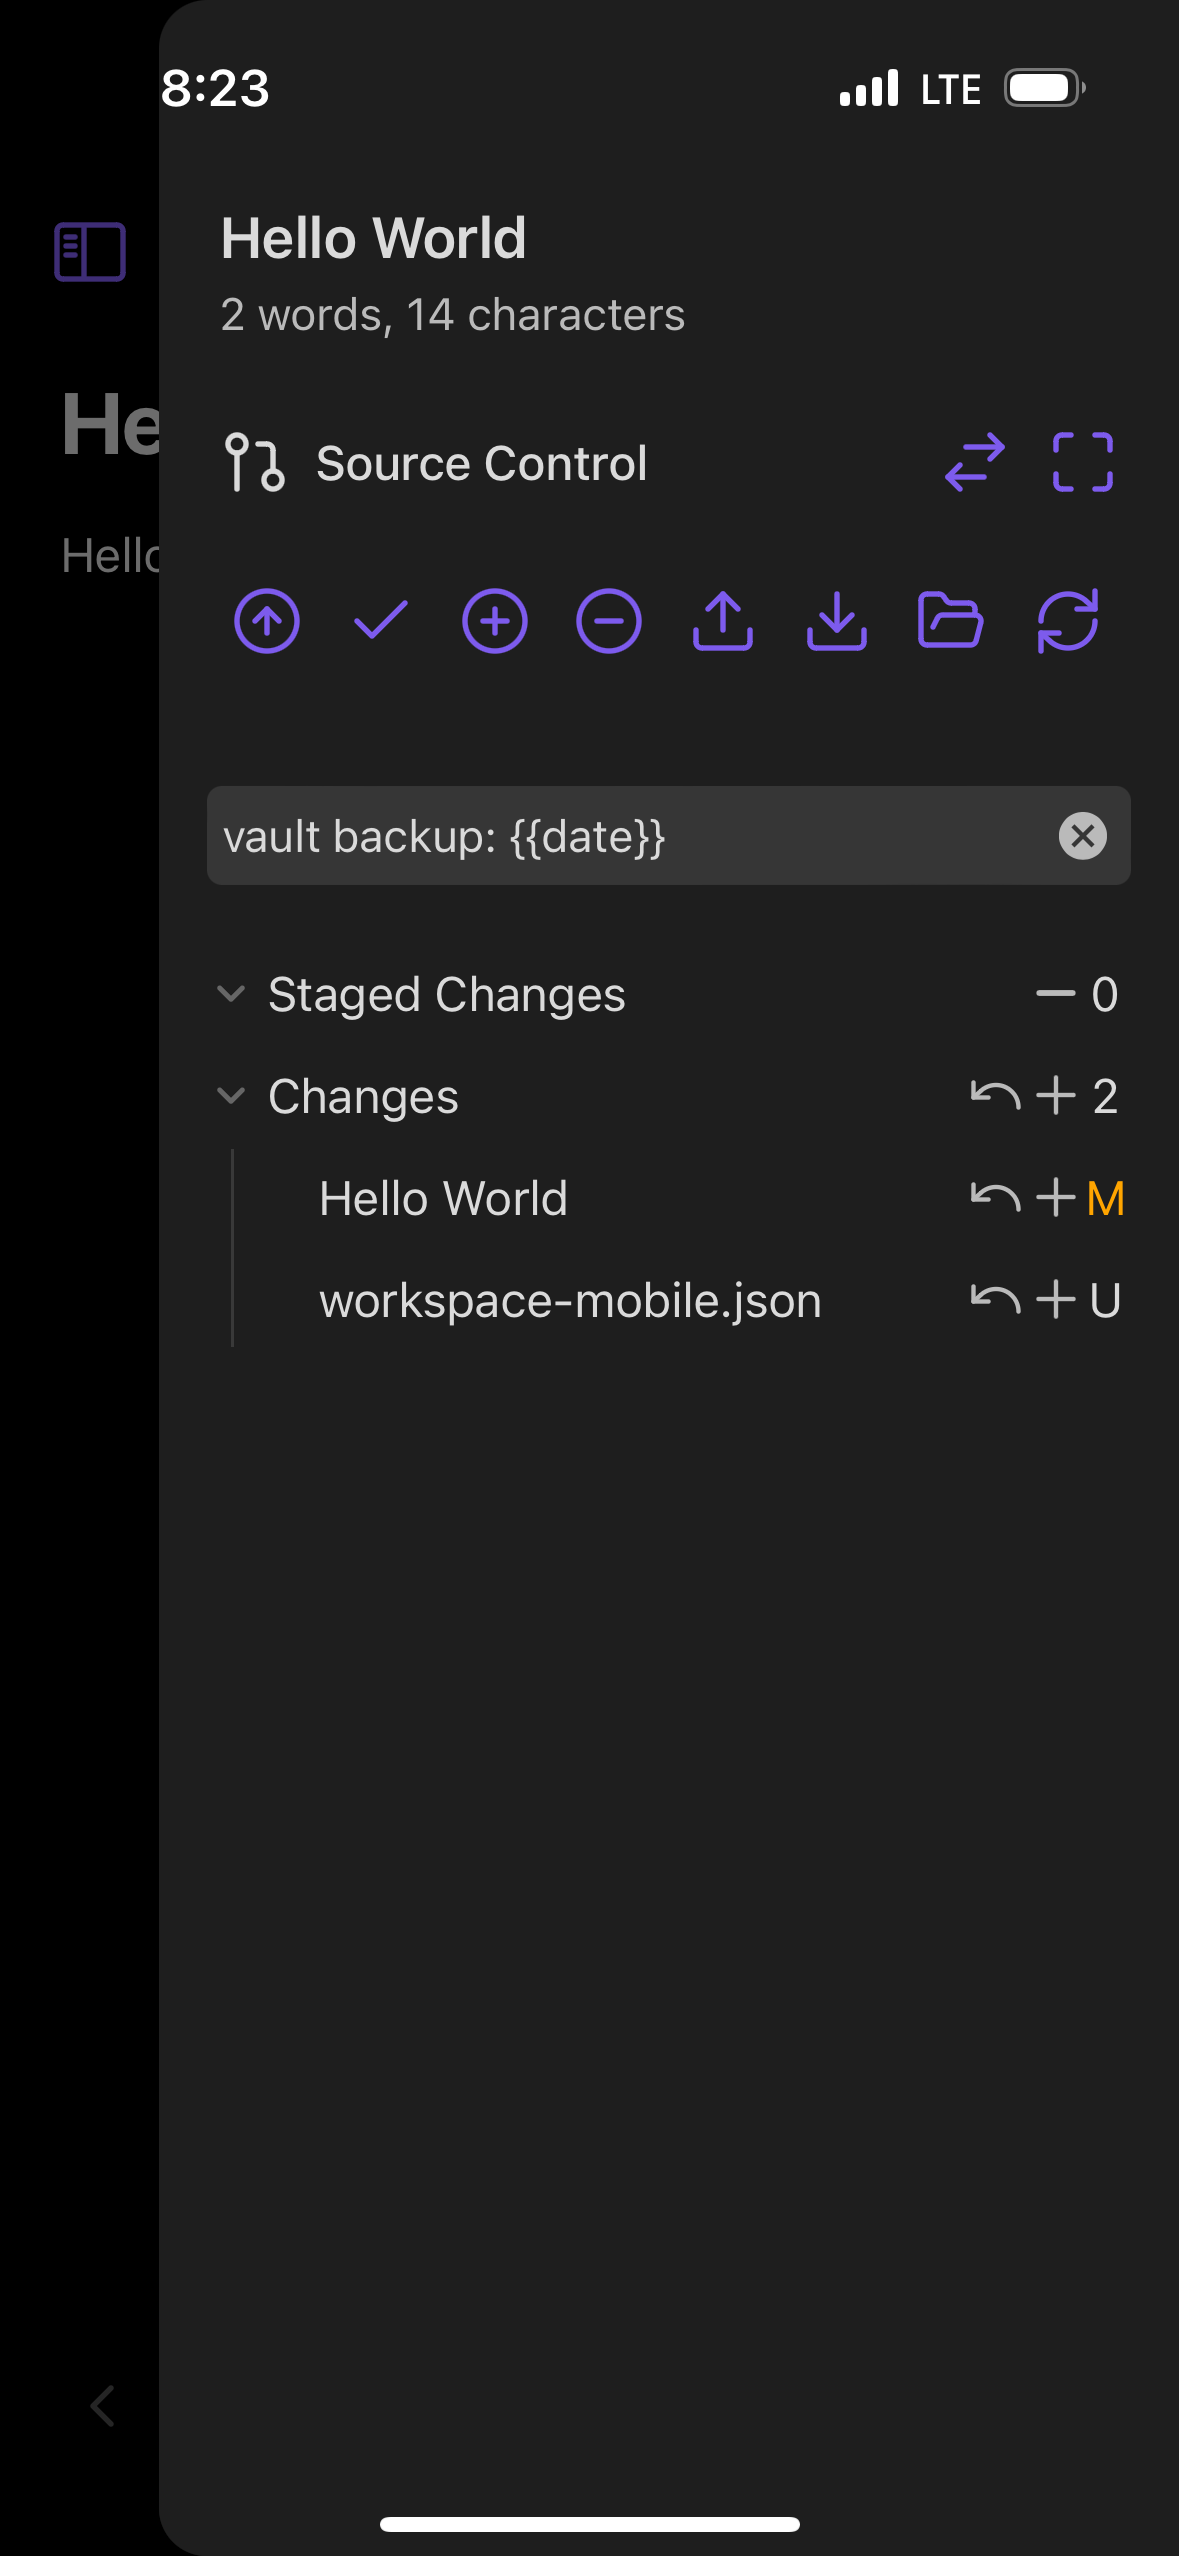 8:23
LTE
Hello World
2 words, 14 characters
He
Source Control
Hello
vault backup: {{date}}
Staged Changes
0
Changes
2
Hello World
M
workspace-mobile.json
U